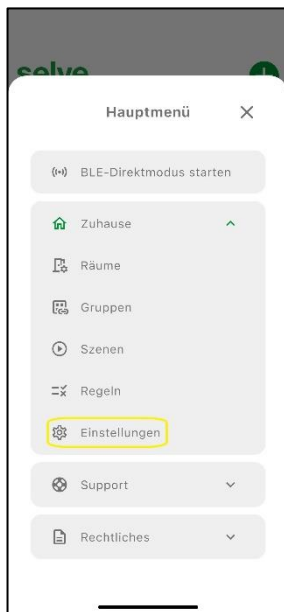 selve
Hauptmenü
BLE-Direktmodus starten
Zuhause
Räume
Gruppen
Szenen
Regeln
Einstellungen
Support
Rechtliches